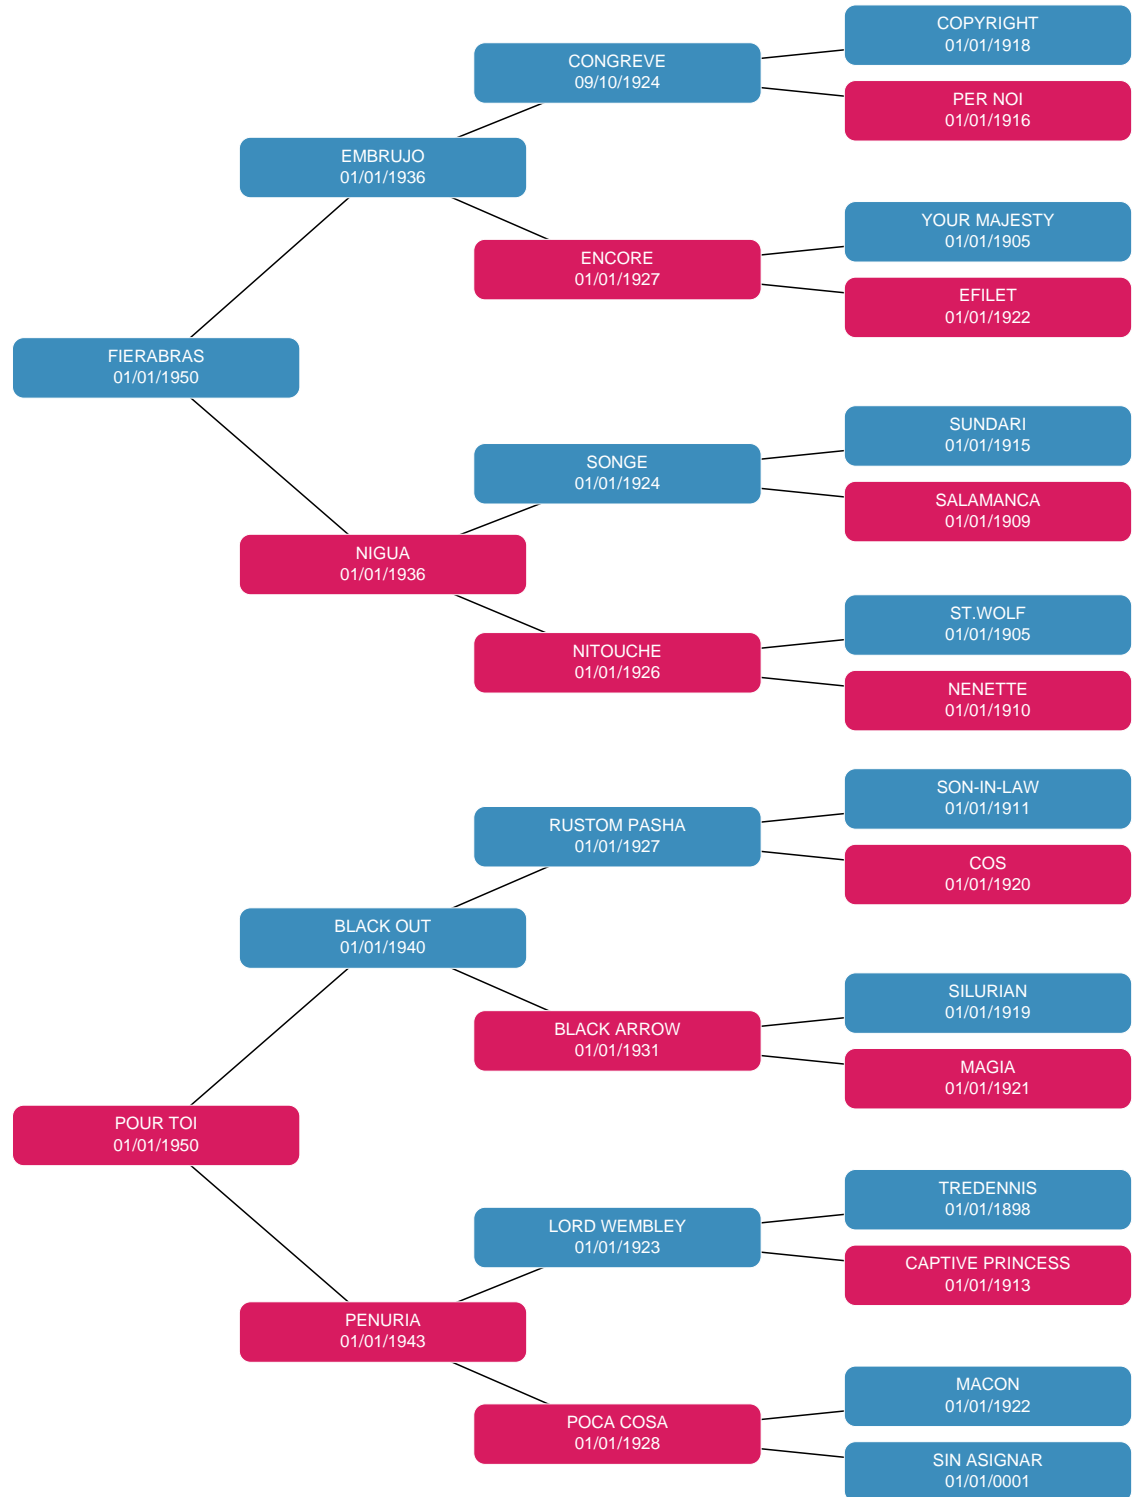 COPYRIGHT
01/01/1918
CONGREVE
09/10/1924
PER NOI
01/01/1916
EMBRUJO
01/01/1936
YOUR MAJESTY
01/01/1905
ENCORE
01/01/1927
EFILET
01/01/1922
FIERABRAS
01/01/1950
SUNDARI
01/01/1915
SONGE
01/01/1924
SALAMANCA
01/01/1909
NIGUA
01/01/1936
ST.WOLF
01/01/1905
NITOUCHE
01/01/1926
NENETTE
01/01/1910
SON-IN-LAW
01/01/1911
RUSTOM PASHA
01/01/1927
COS
01/01/1920
BLACK OUT
01/01/1940
SILURIAN
01/01/1919
BLACK ARROW
01/01/1931
MAGIA
01/01/1921
POUR TOI
01/01/1950
TREDENNIS
01/01/1898
LORD WEMBLEY
01/01/1923
CAPTIVE PRINCESS
01/01/1913
PENURIA
01/01/1943
MACON
01/01/1922
POCA COSA
01/01/1928
SIN ASIGNAR
01/01/0001